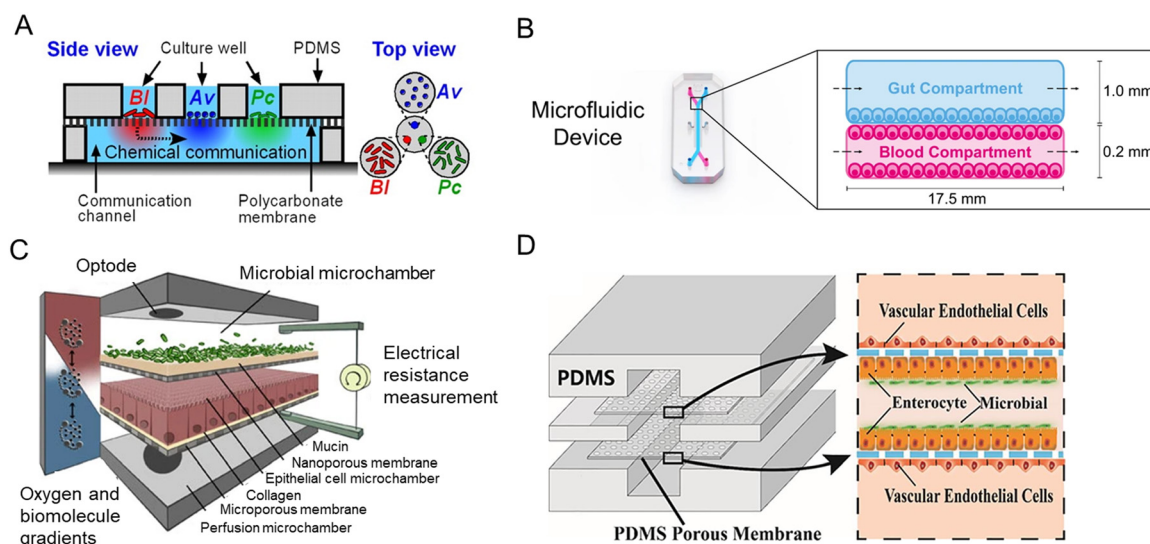 A
Side view
Culture well
PDMS
Top view
Bl
Av
Pc
Av
Chemical communication
Bl
Pc
Communication
channel
Polycarbonate
membrane
B
Microfluidic
Device
Gut Compartment
1.0 mm
Blood Compartment
0.2 mm
17.5 mm
C
Optode
Microbial microchamber
Electrical
resistance
measurement
Mucin
Nanoporous membrane
Epithelial cell microchamber
Collagen
Microporous membrane
Perfusion microchamber
Oxygen and
biomolecule
gradients
D
PDMS
PDMS Porous Membrane
Vascular Endothelial Cells
Enterocyte
Microbial
Vascular Endothelial Cells